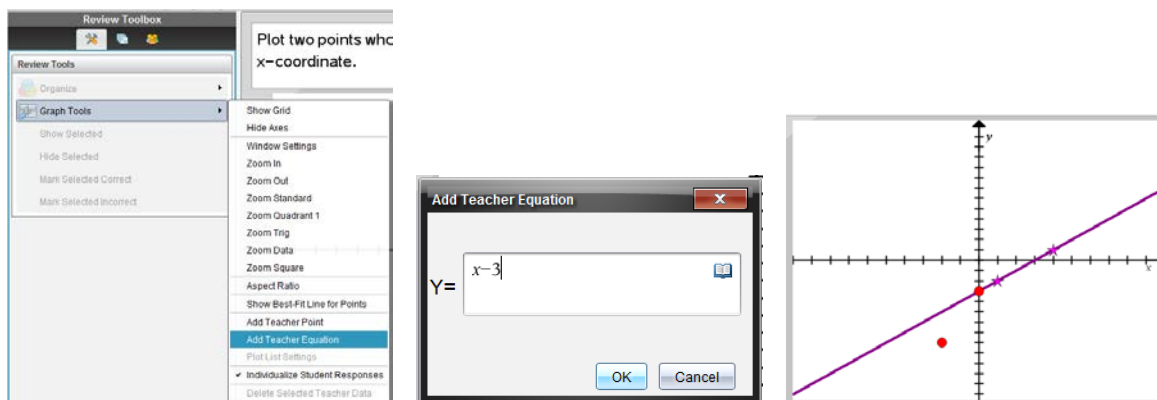 Review Toolbox
Review Tools
Organize
Graph Tools
Show Selected
Hide Selected
Mark Selected Correct
Mark Selected Incorrect
Plot two points
x-coordinate.
Show Grid
Hide Axes
Window Settings
Zoom In
Zoom Out
Zoom Standard
Zoom Quadrant 1
Zoom Trig
Zoom Data
Zoom Square
Aspect Ratio
Show Best-Fit Line for Points
Add Teacher Point
Add Teacher Equation
Plot List Settings
✓ Individualize Student Responses
Delete Selected Teacher Data
Add Teacher Equation
x
Y= x−3
OK Cancel
y
x